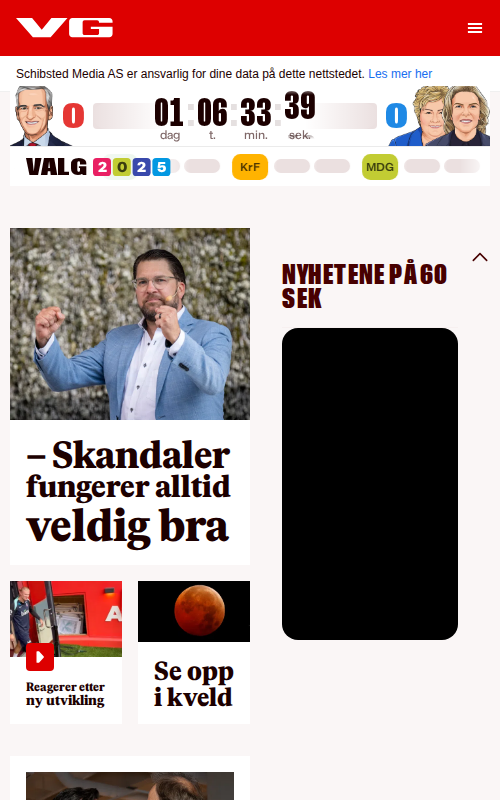 VG
Schibsted Media AS er ansvarlig for dine data på dette nettstedet. Les mer her
0
01 : 06 : 33 : 39
0
dag t. min. sek.
VALG 2025
KrF
MDG
NYHETENE PÅ 60
SEK
– Skandaler
fungerer alltid
veldig bra
A
Reagerer etter
ny utvikling
Se opp
i kveld